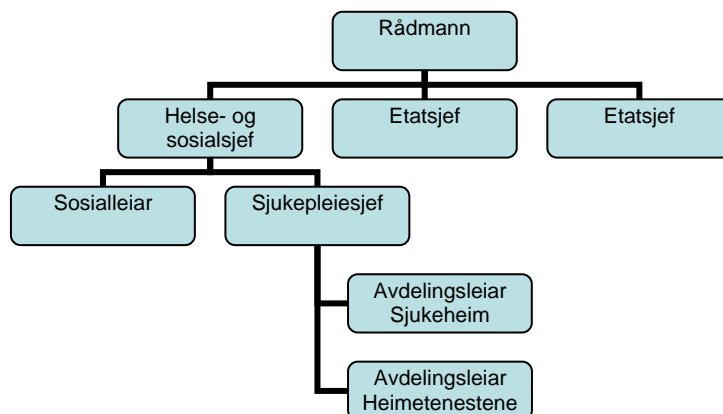 Rådmann
Helse- og
sosialsjef
Etatsjef
Etatsjef
Sosialleiar
Sjukepleiesjef
Avdelingsleiar
Sjukeheim
Avdelingsleiar
Heimetenestene